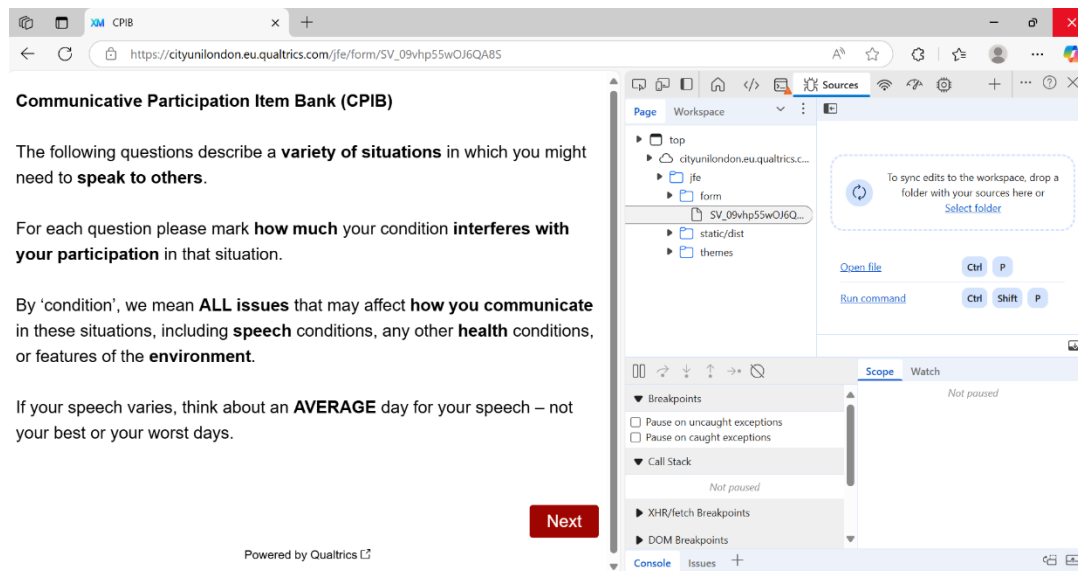 XM CPIB
https://cityunilondon.eu.qualtrics.com/jfe/form/SV_09vhp55wOJ6QA8S
Communicative Participation Item Bank (CPIB)
The following questions describe a variety of situations in which you might
need to speak to others.
For each question please mark how much your condition interferes with
your participation in that situation.
By ‘condition’, we mean ALL issues that may affect how you communicate
in these situations, including speech conditions, any other health conditions,
or features of the environment.
If your speech varies, think about an AVERAGE day for your speech – not
your best or your worst days.
Next
Powered by Qualtrics
Sources
Page Workspace
top
cityunilondon.eu.qualtrics.c...
jfe
form
SV_09vhp55wOJ6Q...
static/dist
themes
To sync edits to the workspace, drop a
folder with your sources here or
Select folder
Open file Ctrl P
Run command Ctrl Shift P
Scope Watch
Not paused
Breakpoints
Pause on uncaught exceptions
Pause on caught exceptions
Call Stack
Not paused
XHR/fetch Breakpoints
DOM Breakpoints
Console Issues